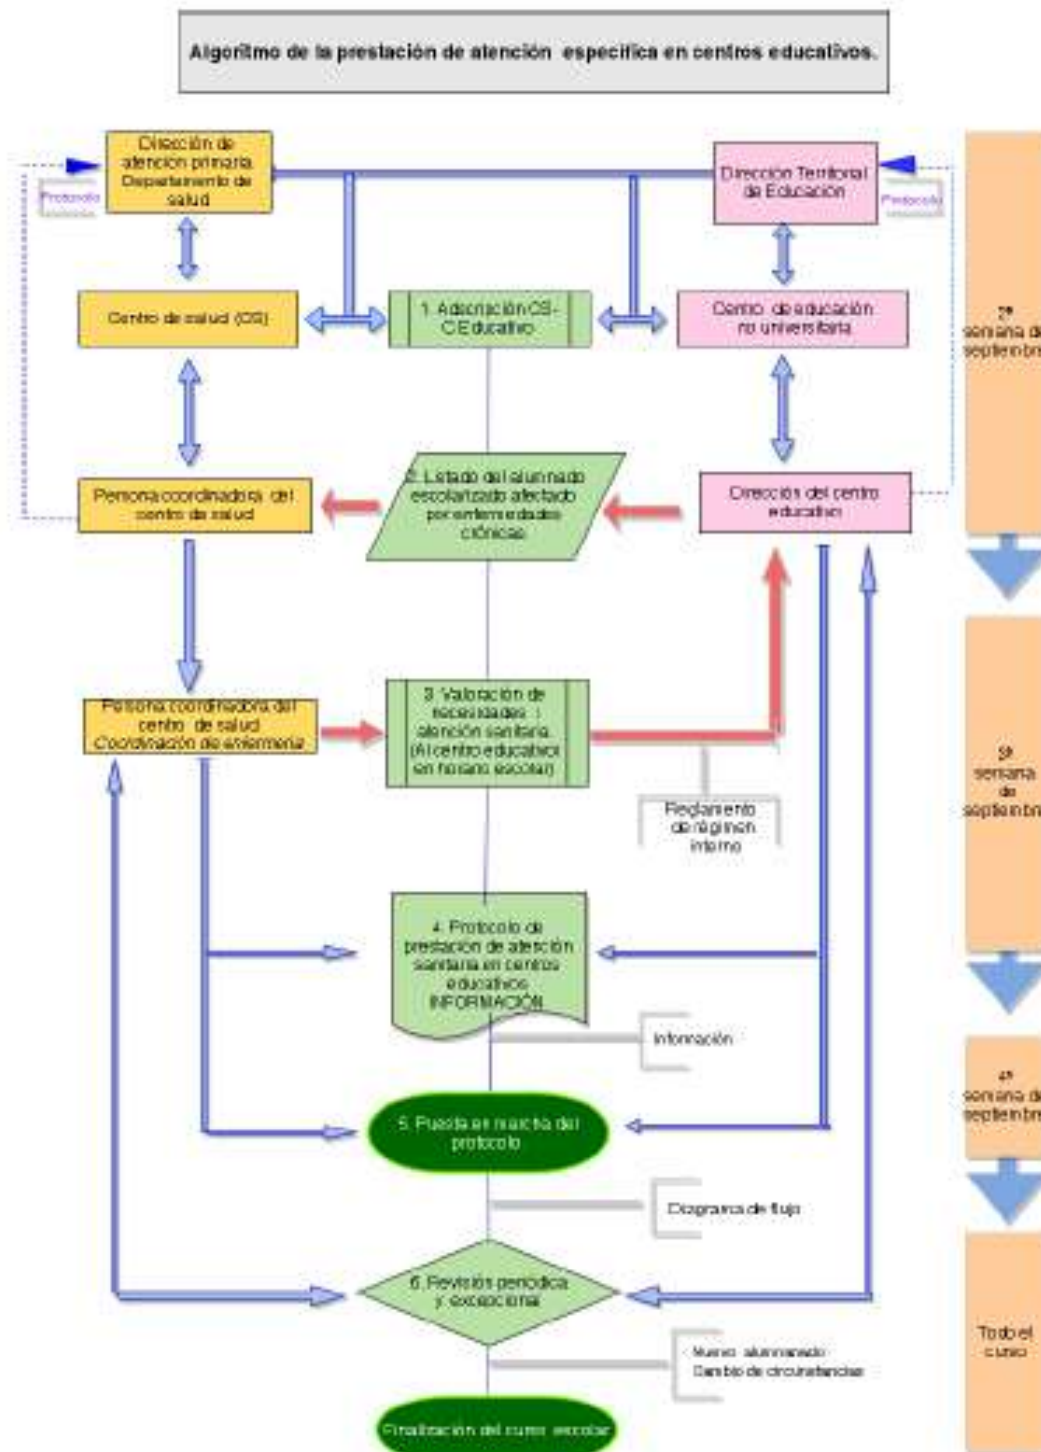 Algoritmo de la prestación de atención específica en centros educativos.
Dirección de
atención primaria.
Departamento de
salud
Dirección Territorial
de Educación
Protocolo
Protocolo
Centro de salud (CS)
1. Adscripción CS-
C.Educativo
Centro de educación
no universitaria
2ª
semana de
septiembre
Persona coordinadora del
centro de salud
2. Listado del alumnado
escolarizado afectado
por enfermedades
crónicas
Dirección del centro
educativo
Persona coordinadora del
centro de salud
Coordinación de enfermería
3. Valoración de
necesidades :
atención sanitaria.
(Al centro educativo
en horario escolar)
3ª
semana
de
septiembre
Reglamento
de régimen
interno
4. Protocolo de
prestación de atención
sanitaria en centros
educativos
INFORMACIÓN
Información
4ª
semana de
septiembre
5. Puesta en marcha del
protocolo
Diagrama de flujo
6. Revisión periódica
y excepcional
Todo el
curso
Nuevo alumnanado
Cambio de circunstancias
Finalización del curso escolar